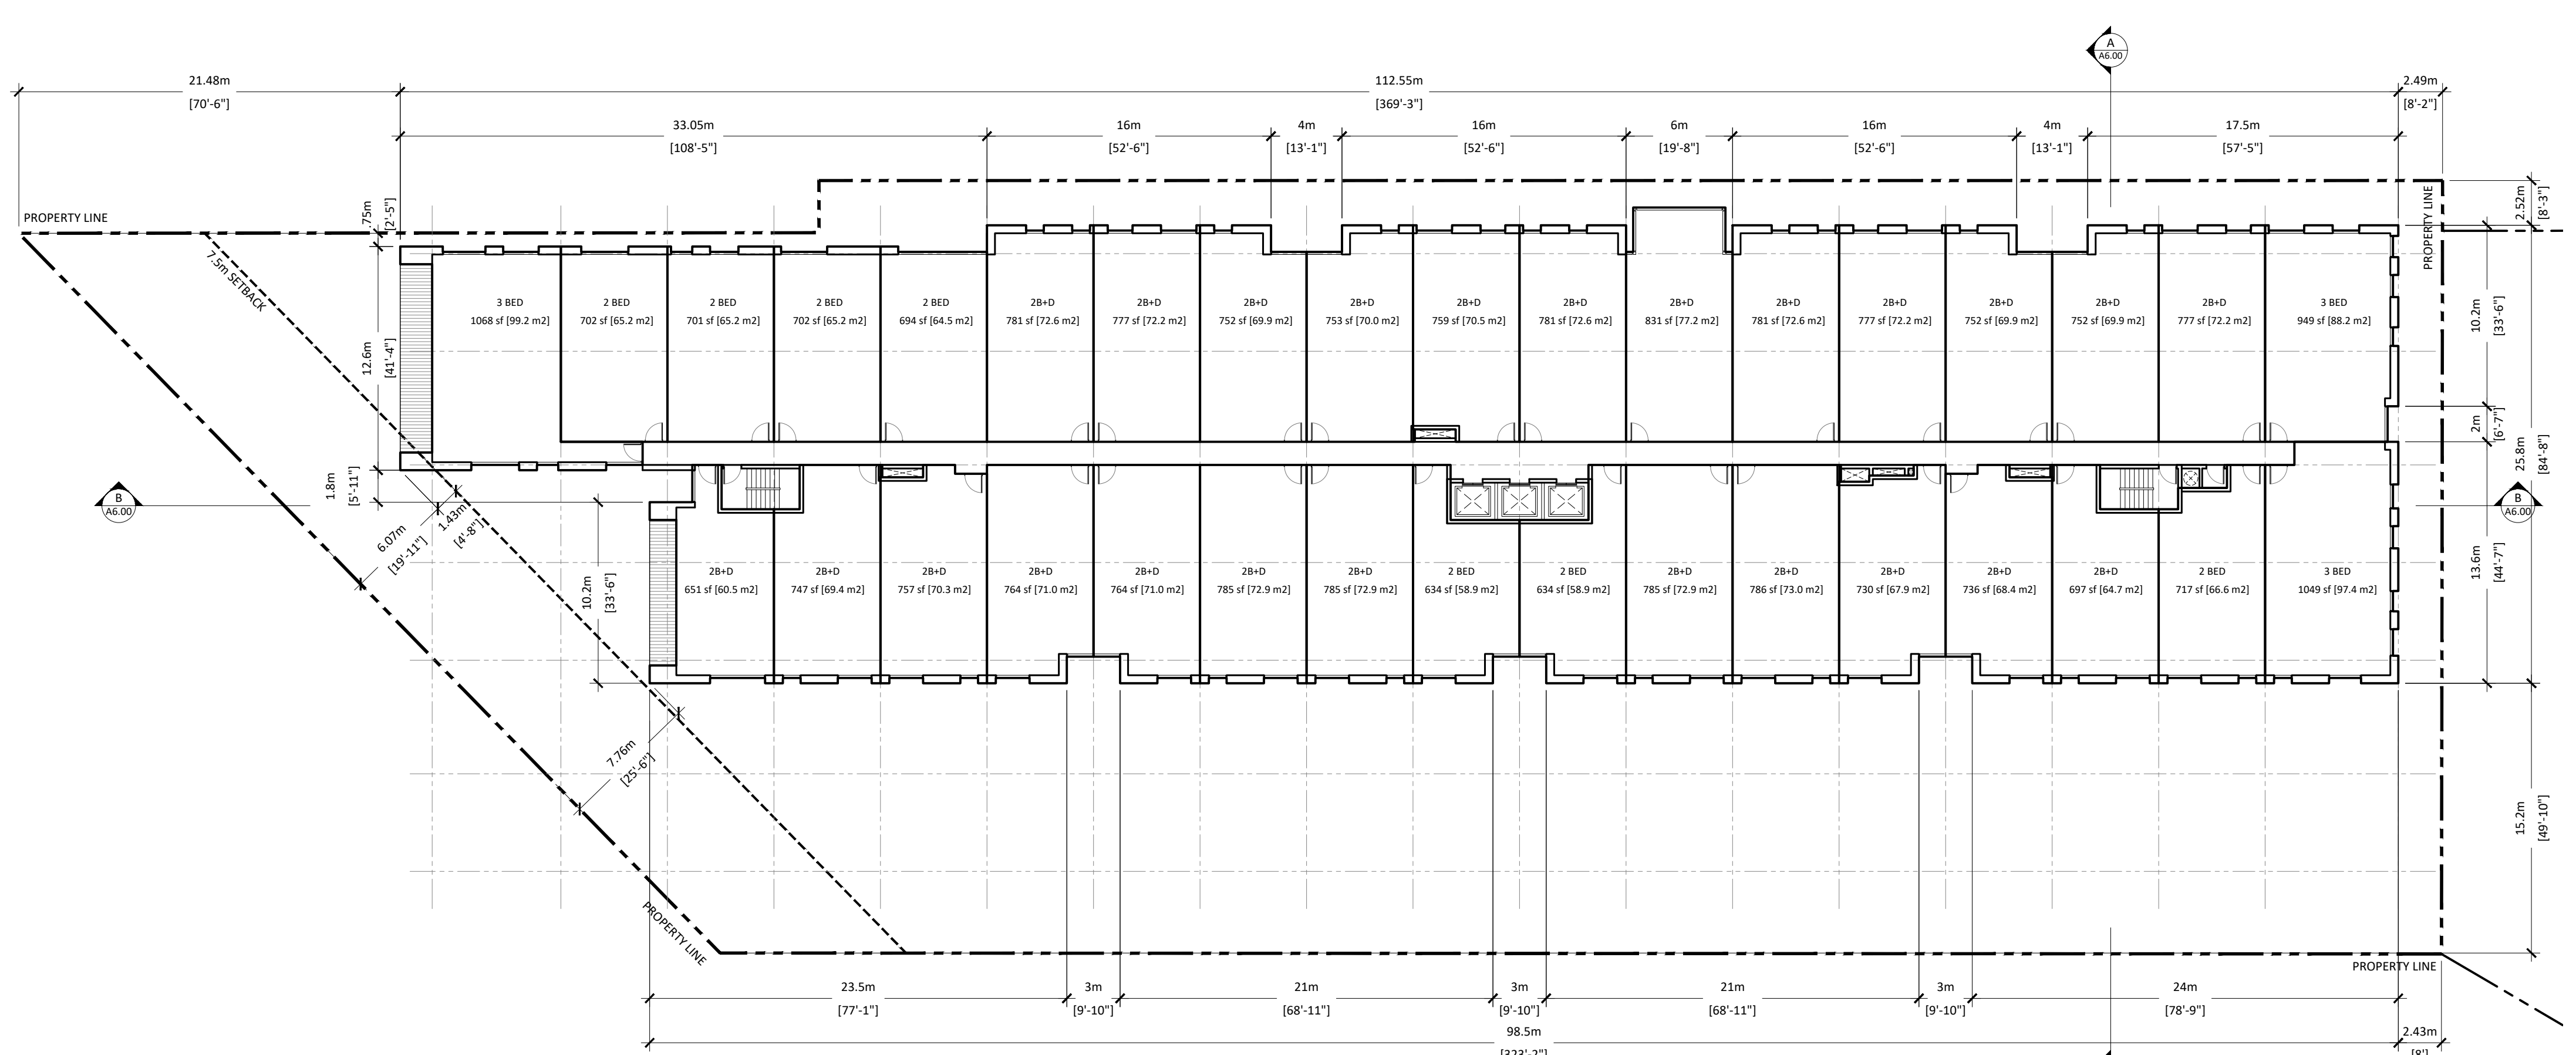 A
A6.00
21.48m
[70'-6"]
112.55m
[369'-3"]
2.49m
[8'-2"]
33.05m
[108'-5"]
16m
[52'-6"]
4m
[13'-1"]
16m
[52'-6"]
6m
[19'-8"]
16m
[52'-6"]
4m
[13'-1"]
17.5m
[57'-5"]
PROPERTY LINE
.75m
[2'-5"]
PROPERTY LINE
2.52m
[8'-3"]
7.5m SETBACK
3 BED
1068 sf [99.2 m2]
2 BED
702 sf [65.2 m2]
2 BED
701 sf [65.2 m2]
2 BED
702 sf [65.2 m2]
2 BED
694 sf [64.5 m2]
2B+D
781 sf [72.6 m2]
2B+D
777 sf [72.2 m2]
2B+D
752 sf [69.9 m2]
2B+D
753 sf [70.0 m2]
2B+D
759 sf [70.5 m2]
2B+D
781 sf [72.6 m2]
2B+D
831 sf [77.2 m2]
2B+D
781 sf [72.6 m2]
2B+D
777 sf [72.2 m2]
2B+D
752 sf [69.9 m2]
2B+D
752 sf [69.9 m2]
2B+D
777 sf [72.2 m2]
3 BED
949 sf [88.2 m2]
12.6m
[41'-4"]
10.2m
[33'-6"]
2m
[6'-7"]
25.8m
[84'-8"]
1.8m
[5'-11"]
B
A6.00
B
A6.00
6.07m
[19'-11"]
1.43m
[4'-8"]
10.2m
[33'-6"]
2B+D
651 sf [60.5 m2]
2B+D
747 sf [69.4 m2]
2B+D
757 sf [70.3 m2]
2B+D
764 sf [71.0 m2]
2B+D
764 sf [71.0 m2]
2B+D
785 sf [72.9 m2]
2B+D
785 sf [72.9 m2]
2 BED
634 sf [58.9 m2]
2 BED
634 sf [58.9 m2]
2B+D
785 sf [72.9 m2]
2B+D
786 sf [73.0 m2]
2B+D
730 sf [67.9 m2]
2B+D
736 sf [68.4 m2]
2B+D
697 sf [64.7 m2]
2 BED
717 sf [66.6 m2]
3 BED
1049 sf [97.4 m2]
13.6m
[44'-7"]
7.76m
[25'-6"]
15.2m
[49'-10"]
PROPERTY LINE
PROPERTY LINE
23.5m
[77'-1"]
3m
[9'-10"]
21m
[68'-11"]
3m
[9'-10"]
21m
[68'-11"]
3m
[9'-10"]
24m
[78'-9"]
98.5m
[323'-2"]
2.43m
[8']